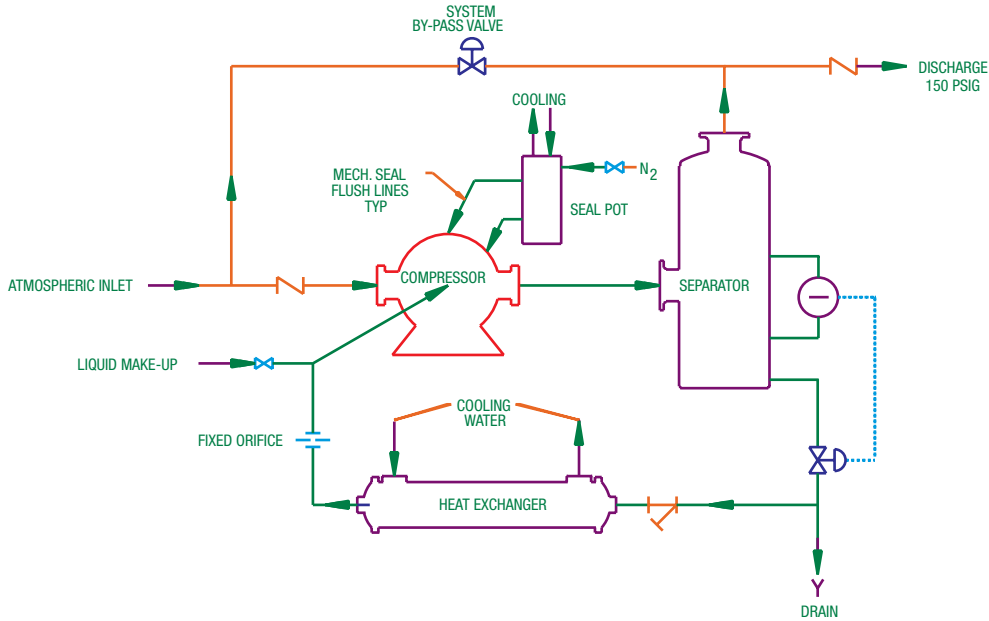 SYSTEM
BY-PASS VALVE
DISCHARGE
150 PSIG
COOLING
N2
MECH. SEAL
FLUSH LINES
TYP
SEAL POT
ATMOSPHERIC INLET
COMPRESSOR
SEPARATOR
LIQUID MAKE-UP
COOLING
WATER
FIXED ORIFICE
HEAT EXCHANGER
DRAIN